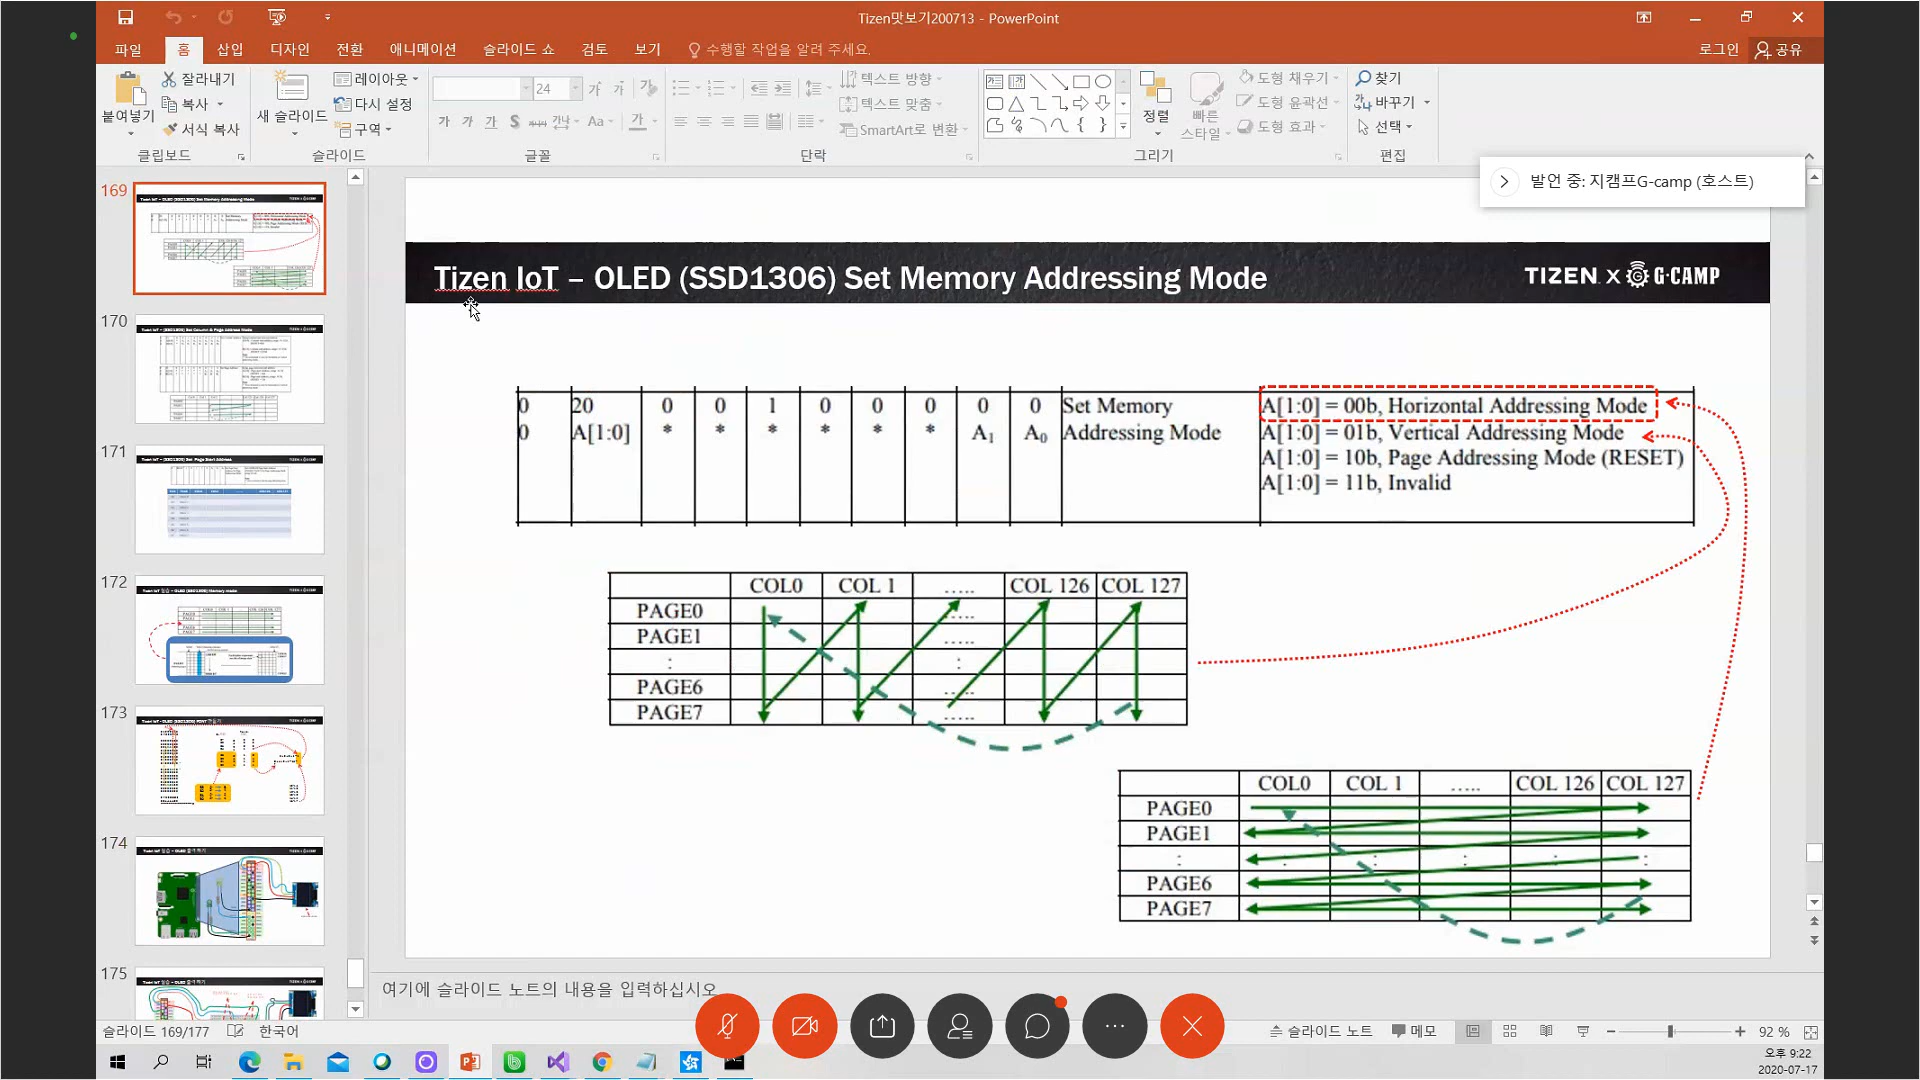 Tizen맛보기200713 - PowerPoint
파일 홈 삽입 디자인 전환 애니메이션 슬라이드 쇼 검토 보기 수행할 작업을 알려 주세요. 로그인 공유
붙여넣기 잘라내기 복사 서식 복사 클립보드
새 슬라이드 레이아웃 다시 설정 구역 슬라이드
24 가 가 가 S 간 Aa 가 글꼴
텍스트 방향 텍스트 맞춤 SmartArt로 변환 단락
정렬 빠른 스타일 도형 채우기 도형 윤곽선 도형 효과 그리기
찾기 바꾸기 선택 편집
발언 중: 지캠프G-camp (호스트)
169
170
171
172
173
174
175
Tizen IoT – OLED (SSD1306) Set Memory Addressing Mode
TIZEN X G·CAMP
0 20 0 0 1 0 0 0 0 0 Set Memory A[1:0] = 00b, Horizontal Addressing Mode
0 A[1:0] * * * * * * A1 A0 Addressing Mode A[1:0] = 01b, Vertical Addressing Mode
A[1:0] = 10b, Page Addressing Mode (RESET)
A[1:0] = 11b, Invalid
COL0 COL 1 ….. COL 126 COL 127
PAGE0 …..
PAGE1 …..
: :
PAGE6 …..
PAGE7 …..
COL0 COL 1 ….. COL 126 COL 127
PAGE0
PAGE1
: : : : :
PAGE6
PAGE7
여기에 슬라이드 노트의 내용을 입력하십시오
슬라이드 169/177 한국어 슬라이드 노트 메모 92 %
오후 9:22
2020-07-17